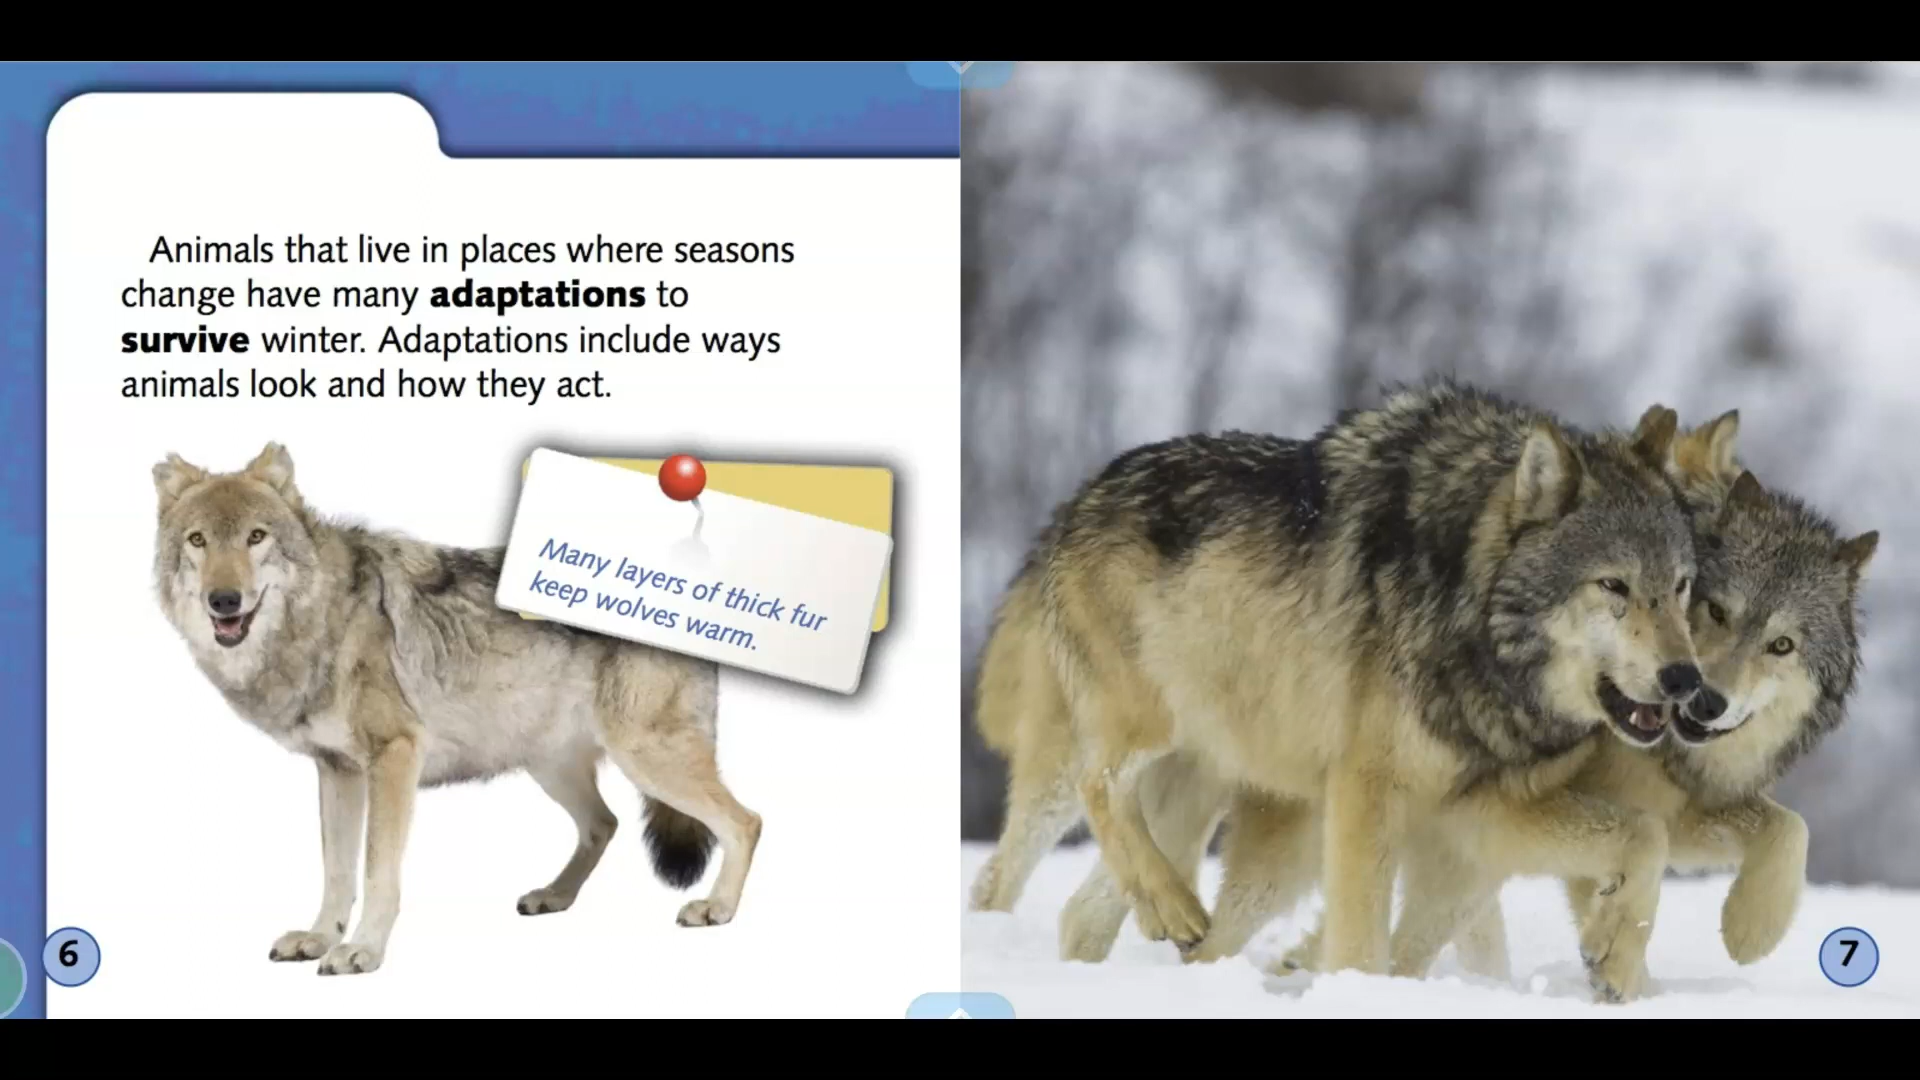 Animals that live in places where seasons
change have many adaptations to
survive winter. Adaptations include ways
animals look and how they act.
Many layers of thick fur
keep wolves warm.
6
7